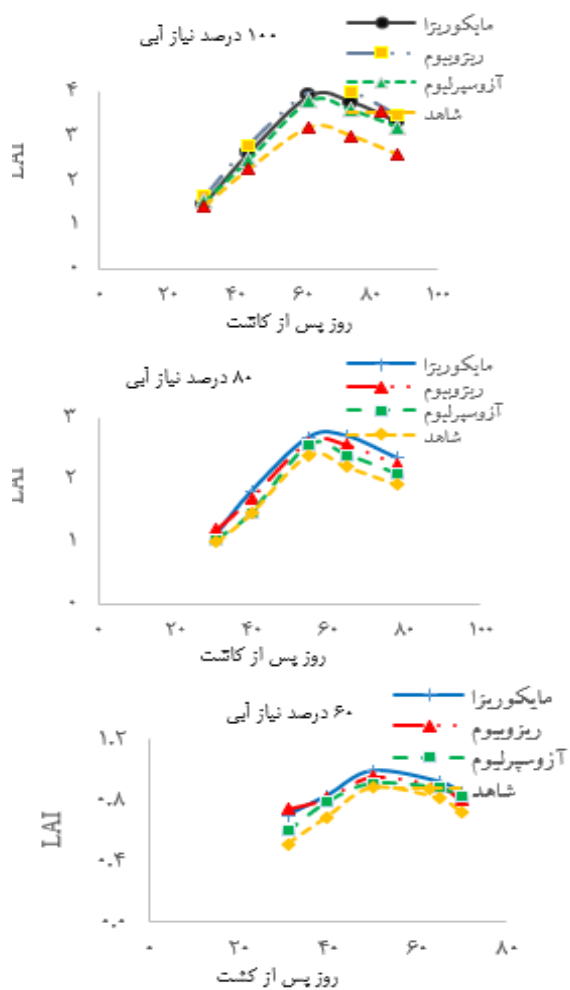 ۱۰۰ درصد نیاز آبی
مایکوریزا
ریزوبیوم
آزوسپرلیوم
شاهد
LAI
۴
۳
۲
۱
۰
۰ ۲۰ ۴۰ ۶۰ ۸۰ ۱۰۰
روز پس از کاشت
۸۰ درصد نیاز آبی
مایکوریزا
ریزوبیوم
آزوسپرلیوم
شاهد
LAI
۳
۲
۱
۰
۰ ۲۰ ۴۰ ۶۰ ۸۰ ۱۰۰
روز پس از کاشت
۶۰ درصد نیاز آبی
مایکوریزا
ریزوبیوم
آزوسپرلیوم
شاهد
LAI
۱.۲
۰.۸
۰.۴
۰.۰
۰ ۲۰ ۴۰ ۶۰ ۸۰
روز پس از کشت